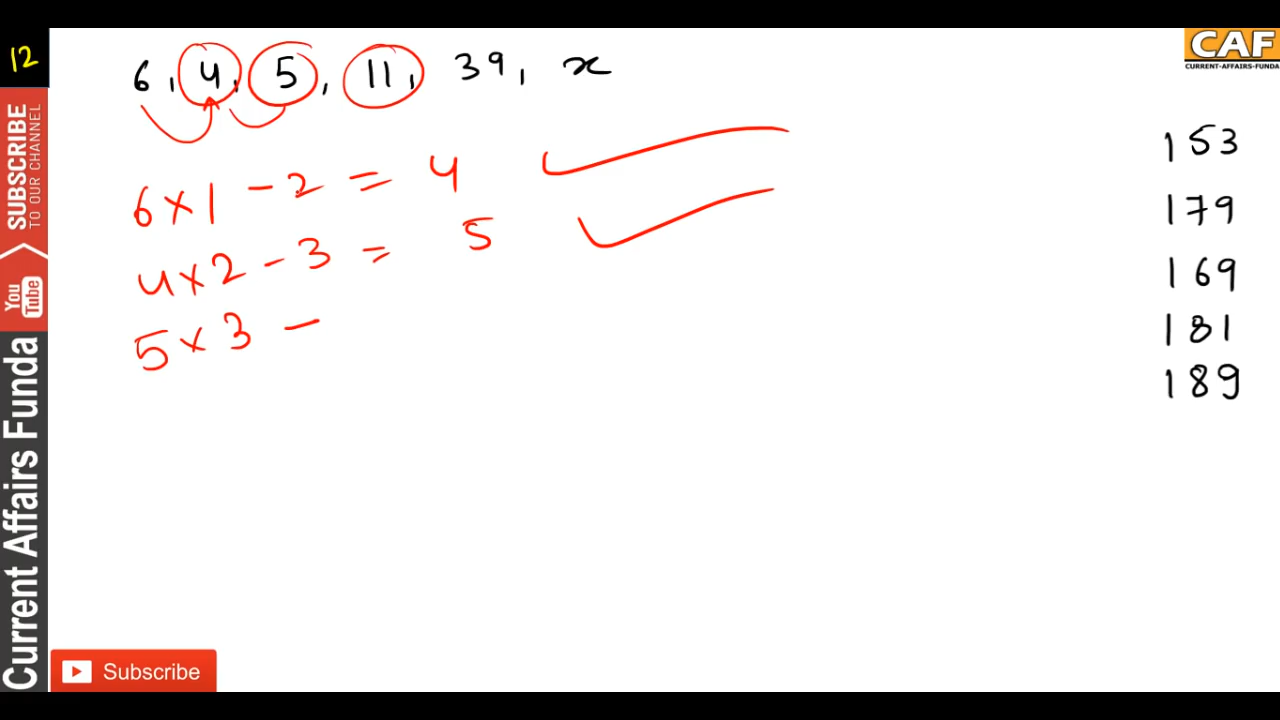 12
6, 4, 5, 11, 39, x
CAF
CURRENT-AFFAIRS-FUNDA
6 × 1 - 2 = 4
4 × 2 - 3 = 5
5 × 3 -
153
179
169
181
189
SUBSCRIBE
TO OUR CHANNEL
You
Tube
Current Affairs Funda
Subscribe